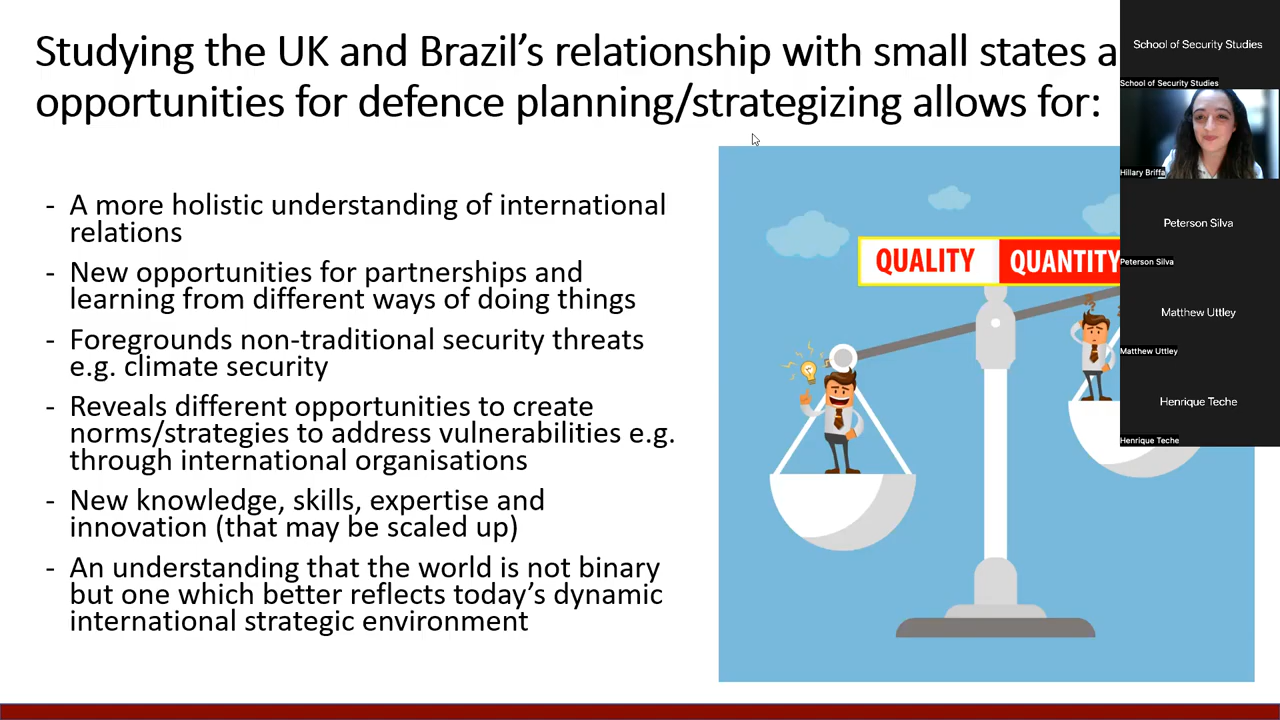 Studying the UK and Brazil's relationship with small states a
opportunities for defence planning/strategizing allows for:
- A more holistic understanding of international
relations
- New opportunities for partnerships and
learning from different ways of doing things
- Foregrounds non-traditional security threats
e.g. climate security
- Reveals different opportunities to create
norms/strategies to address vulnerabilities e.g.
through international organisations
- New knowledge, skills, expertise and
innovation (that may be scaled up)
- An understanding that the world is not binary
but one which better reflects today's dynamic
international strategic environment
QUALITY QUANTITY
School of Security Studies
School of Security Studies
Hillary Briffa
Peterson Silva
Peterson Silva
Matthew Uttley
Matthew Uttley
Henrique Teche
Henrique Teche